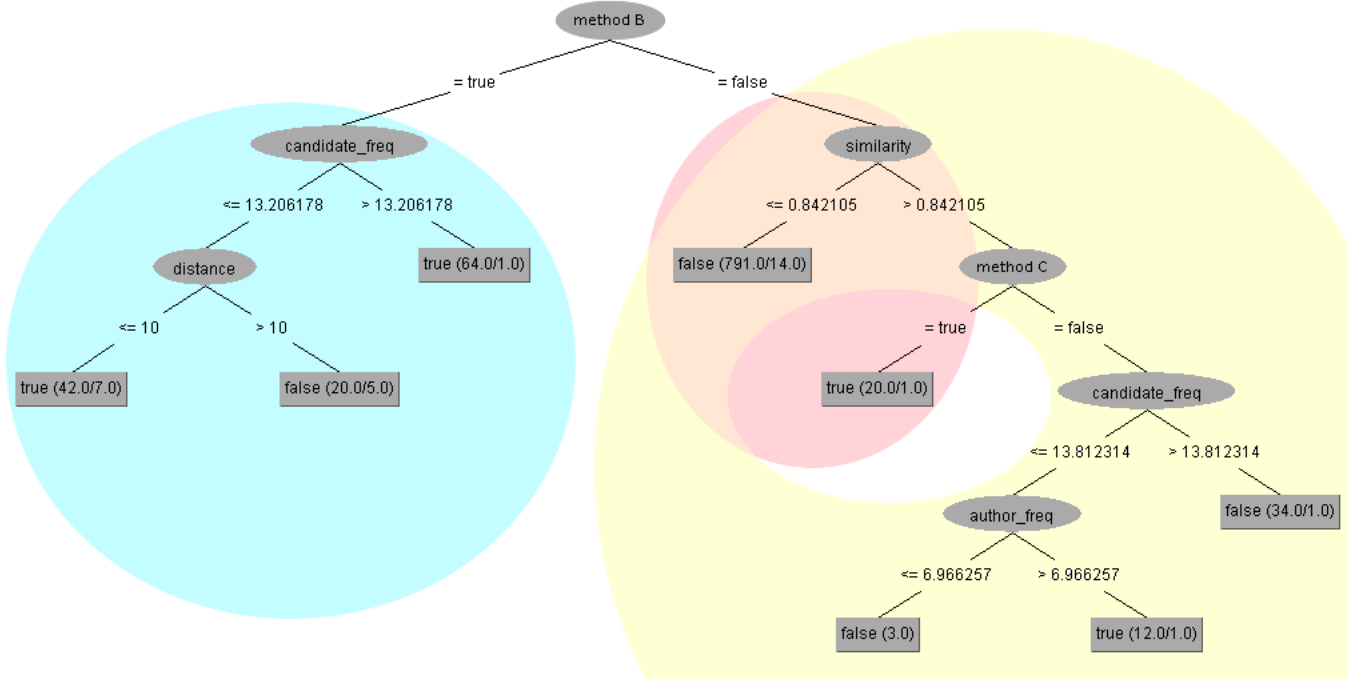 method B
= true
= false
candidate_freq
similarity
<= 13.206178
> 13.206178
<= 0.842105
> 0.842105
distance
true (64.0/1.0)
false (791.0/14.0)
method C
<= 10
> 10
= true
= false
true (42.0/7.0)
false (20.0/5.0)
true (20.0/1.0)
candidate_freq
<= 13.812314
> 13.812314
author_freq
false (34.0/1.0)
<= 6.966257
> 6.966257
false (3.0)
true (12.0/1.0)